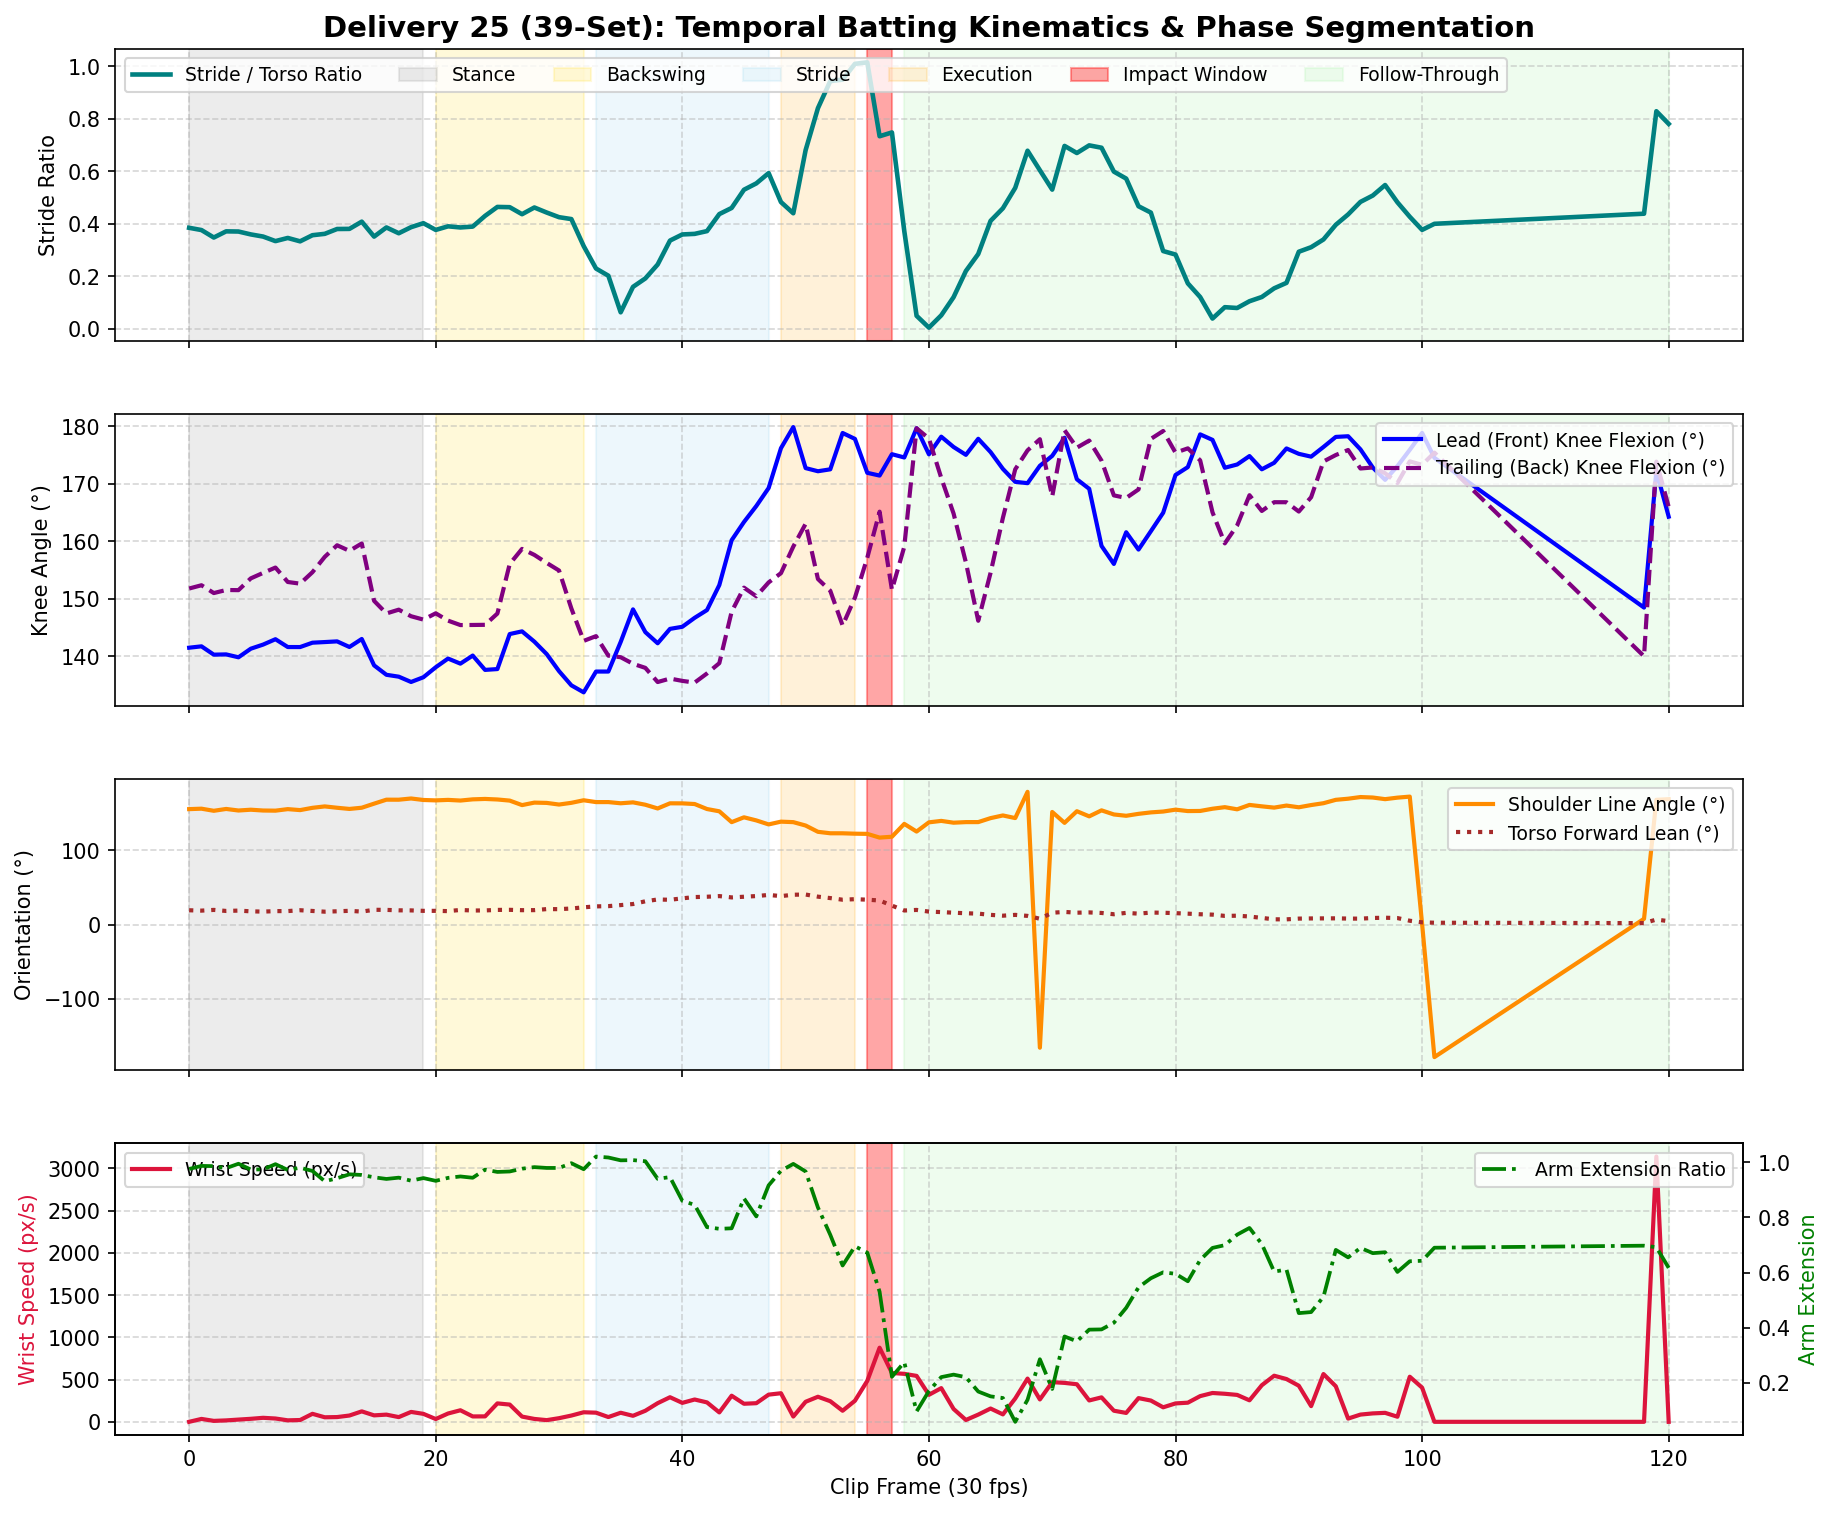 Delivery 25 (39-Set): Temporal Batting Kinematics & Phase Segmentation
Stride / Torso Ratio Stance Backswing Stride Execution Impact Window Follow-Through
Stride Ratio
1.0
0.8
0.6
0.4
0.2
0.0
Lead (Front) Knee Flexion (°)
Trailing (Back) Knee Flexion (°)
Knee Angle (°)
180
170
160
150
140
Shoulder Line Angle (°)
Torso Forward Lean (°)
Orientation (°)
100
0
−100
Wrist Speed (px/s)
Arm Extension Ratio
Wrist Speed (px/s)
3000
2500
2000
1500
1000
500
0
1.0
0.8
0.6
0.4
0.2
Arm Extension
0 20 40 60 80 100 120
Clip Frame (30 fps)